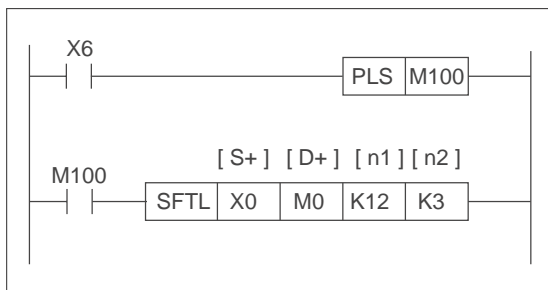 X6
PLS M100
[ S+ ] [ D+ ] [ n1 ] [ n2 ]
M100
SFTL X0 M0 K12 K3